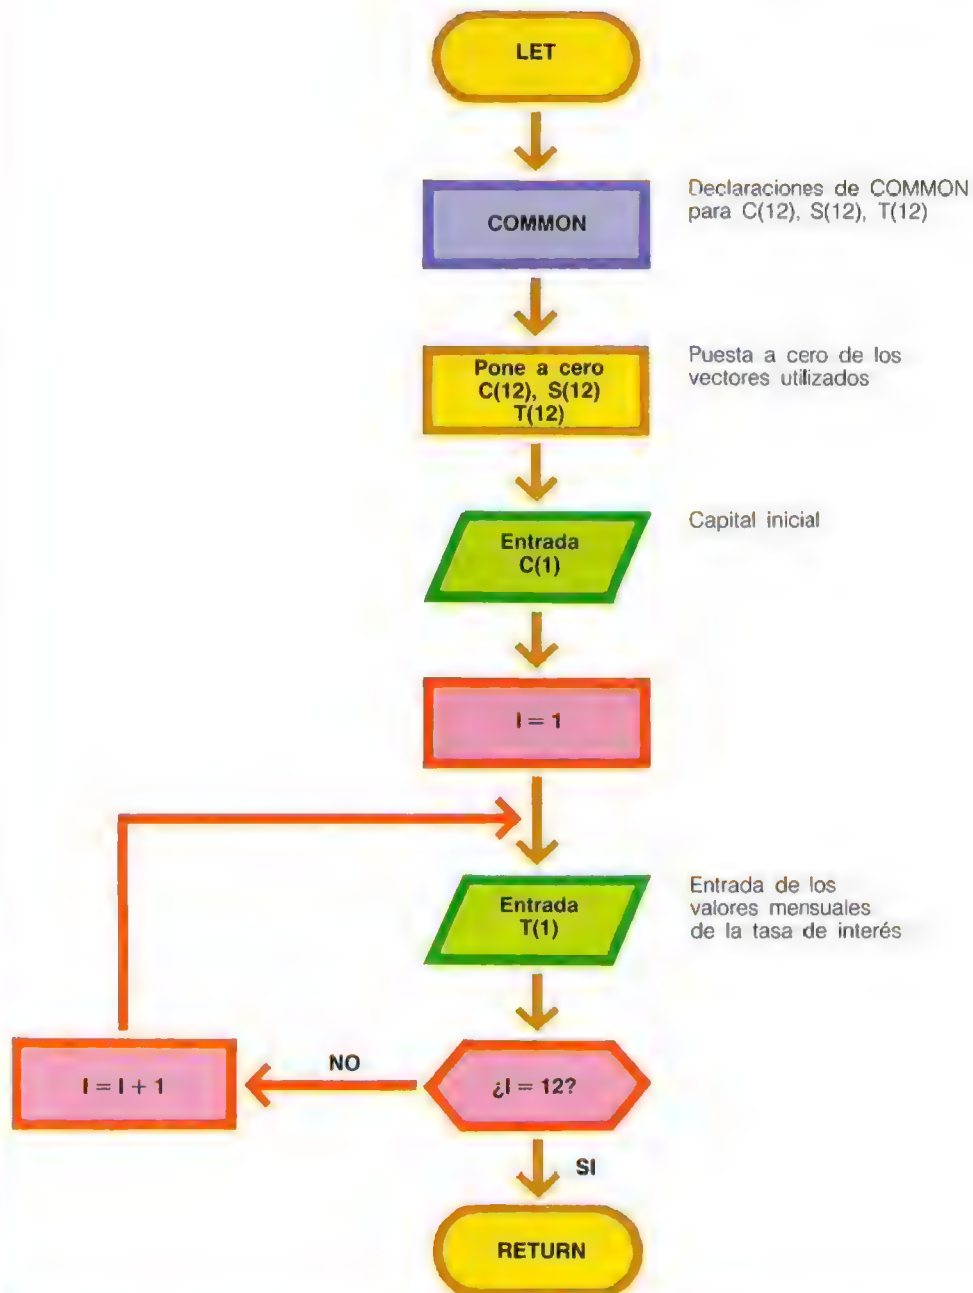 LET
COMMON
Declaraciones de COMMON
para C(12), S(12), T(12)
Pone a cero
C(12), S(12)
T(12)
Puesta a cero de los
vectores utilizados
Entrada
C(1)
Capital inicial
I = 1
Entrada
T(1)
Entrada de los
valores mensuales
de la tasa de interés
I = I + 1
NO
¿I = 12?
SI
RETURN